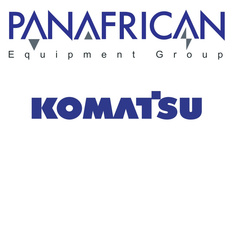 PANAFRICAN
Equipment Group
KOMATSU